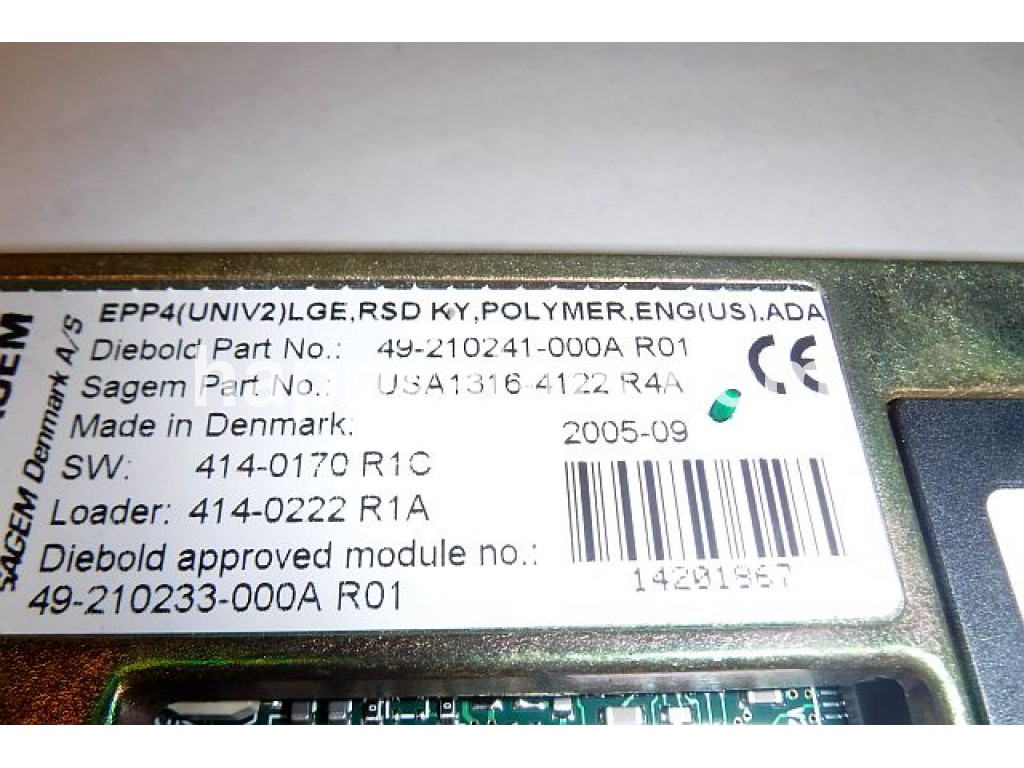 EPP4(UNIV2)LGE,RSD KY,POLYMER,ENG(US),ADA
Diebold Part No.: 49-210241-000A R01
Sagem Part No.: USA1316-4122 R4A
Made in Denmark: 2005-09
SW: 414-0170 R1C
Loader: 414-0222 R1A
Diebold approved module no.:
49-210233-000A R01
14201967
CE
SAGEM Denmark A/S